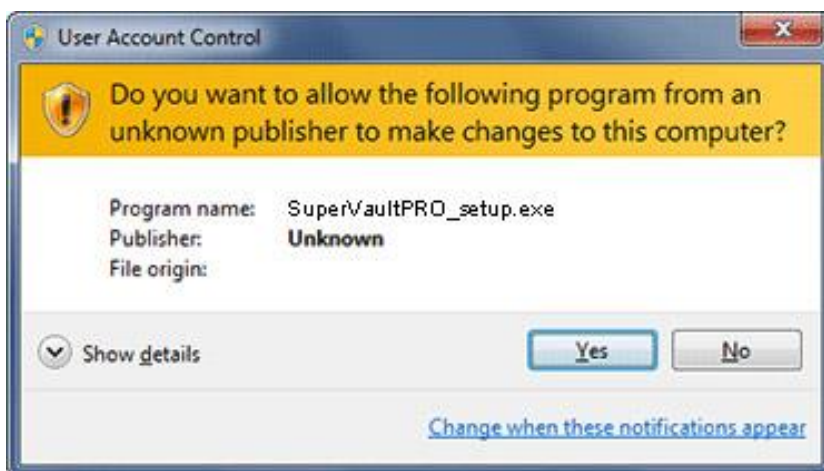 User Account Control
Do you want to allow the following program from an
unknown publisher to make changes to this computer?
Program name: SuperVaultPRO_setup.exe
Publisher: Unknown
File origin:
Show details
Yes No
Change when these notifications appear